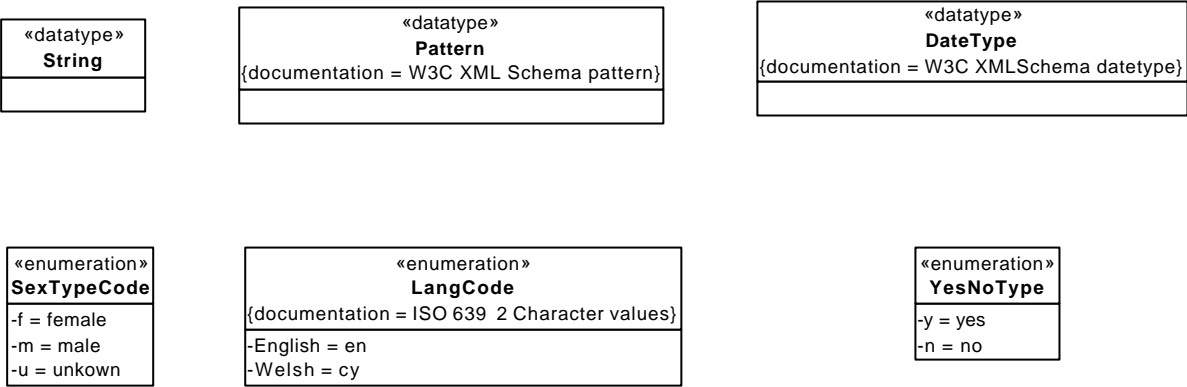 «datatype»
String
«datatype»
Pattern
{documentation = W3C XML Schema pattern}
«datatype»
DateType
{documentation = W3C XMLSchema datetype}
«enumeration»
SexTypeCode
-f = female
-m = male
-u = unkown
«enumeration»
LangCode
{documentation = ISO 639 2 Character values}
-English = en
-Welsh = cy
«enumeration»
YesNoType
-y = yes
-n = no